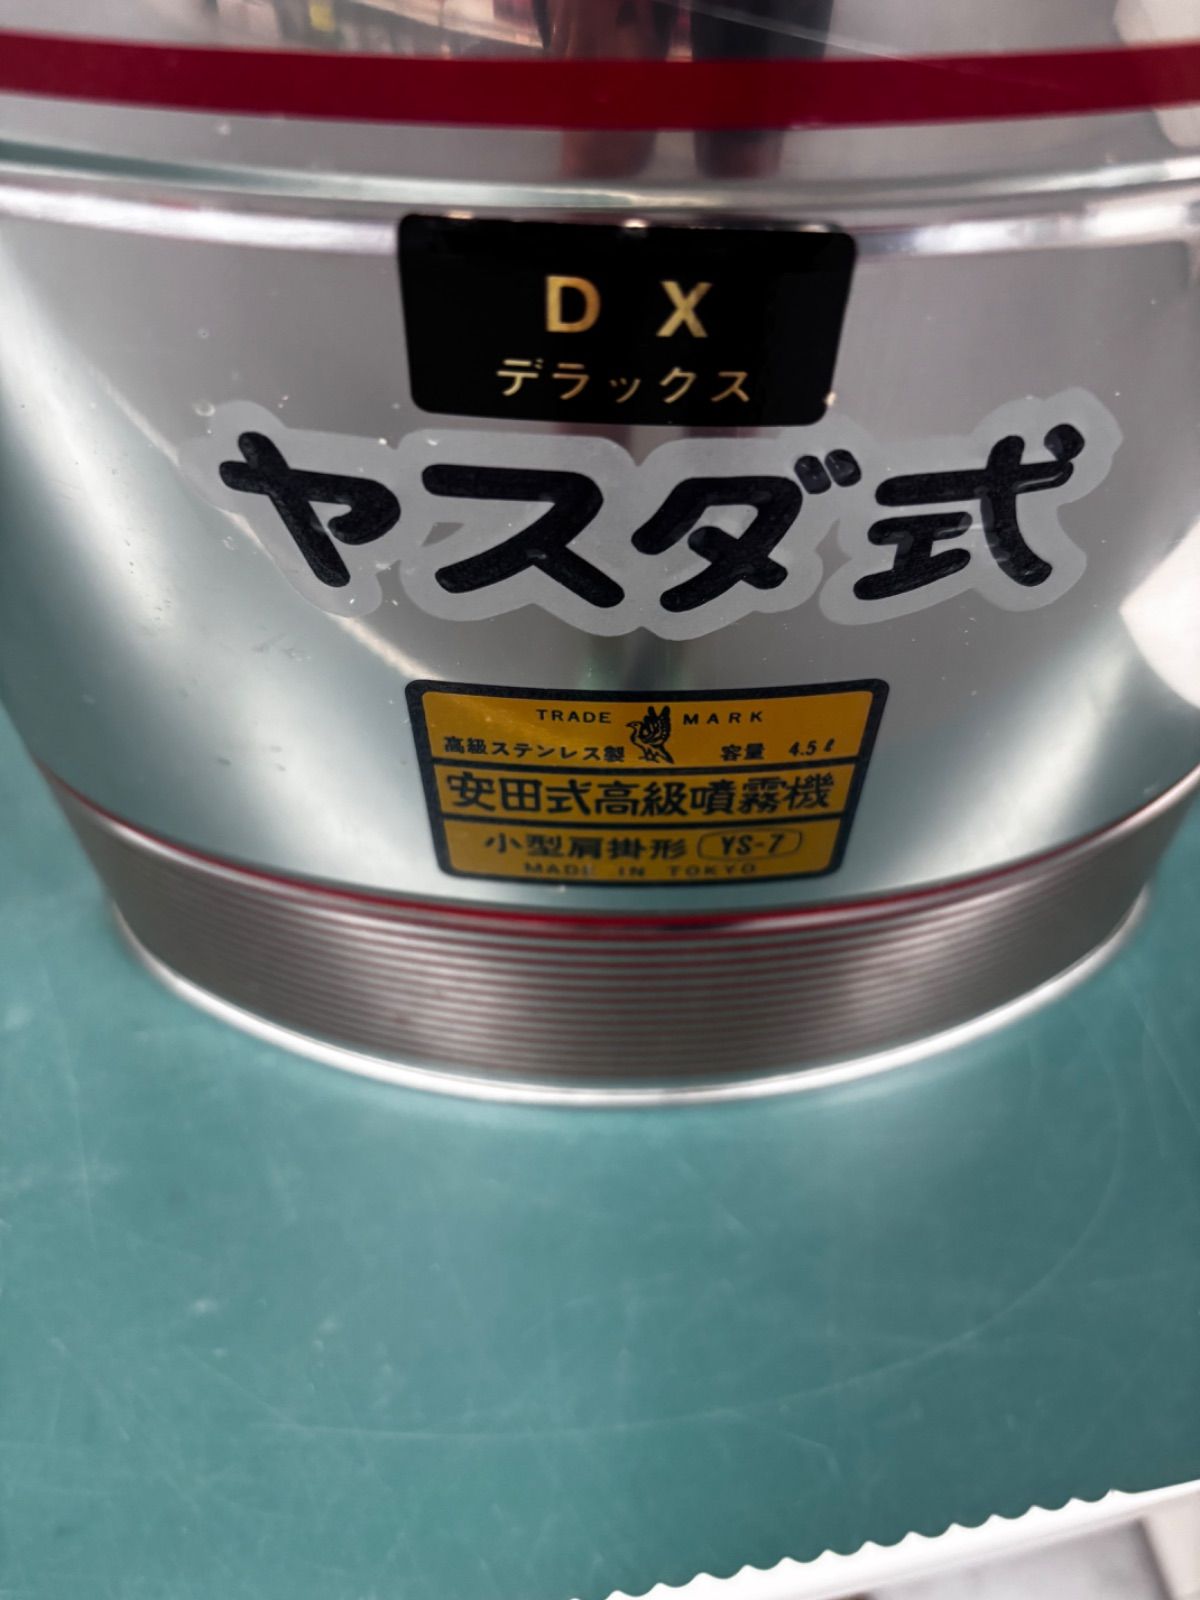 DX
デラックス
ヤスダ式
TRADE MARK
高級ステンレス製 容量 4.5ℓ
安田式高級噴霧機
小型肩掛形 YS-7
MADE IN TOKYO